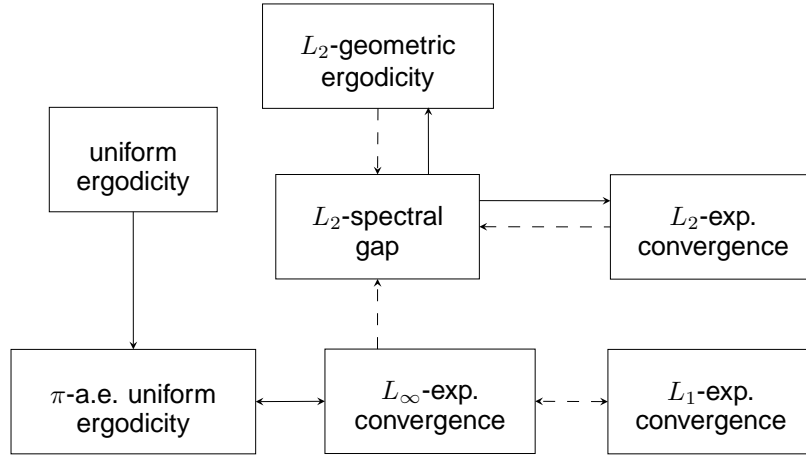 L₂-geometric
ergodicity
uniform
ergodicity
L₂-spectral
gap
L₂-exp.
convergence
π-a.e. uniform
ergodicity
L∞-exp.
convergence
L₁-exp.
convergence